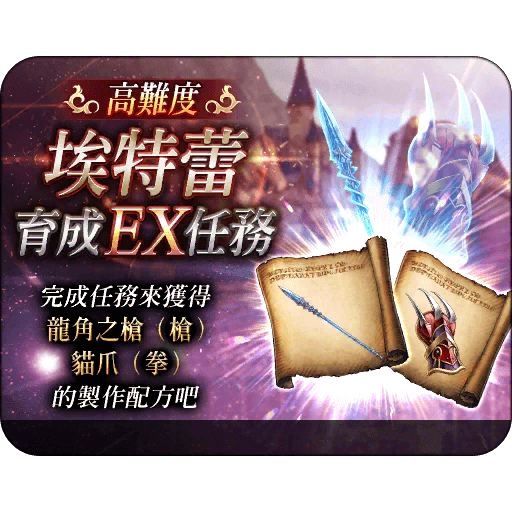 高難度
埃特蕾
育成EX任務
完成任務來獲得
龍角之槍（槍）
貓爪（拳）
的製作配方吧